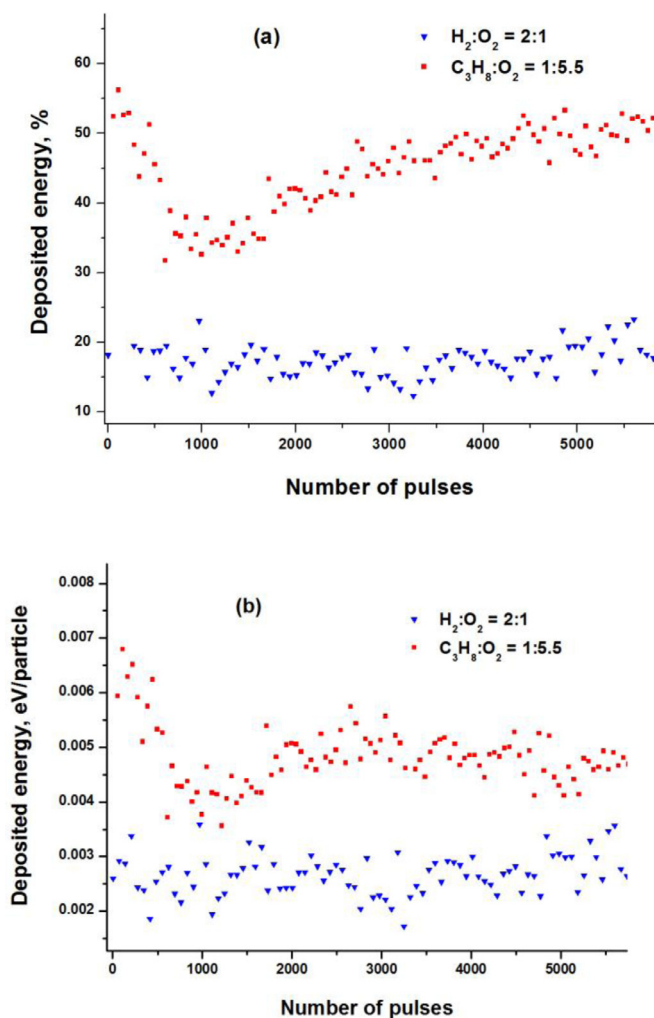 (a)
H₂:O₂ = 2:1
C₃H₈:O₂ = 1:5.5
60
50
40
30
20
10
Deposited energy, %
0 1000 2000 3000 4000 5000
Number of pulses
(b)
H₂:O₂ = 2:1
C₃H₈:O₂ = 1:5.5
0.008
0.007
0.006
0.005
0.004
0.003
0.002
Deposited energy, eV/particle
0 1000 2000 3000 4000 5000
Number of pulses